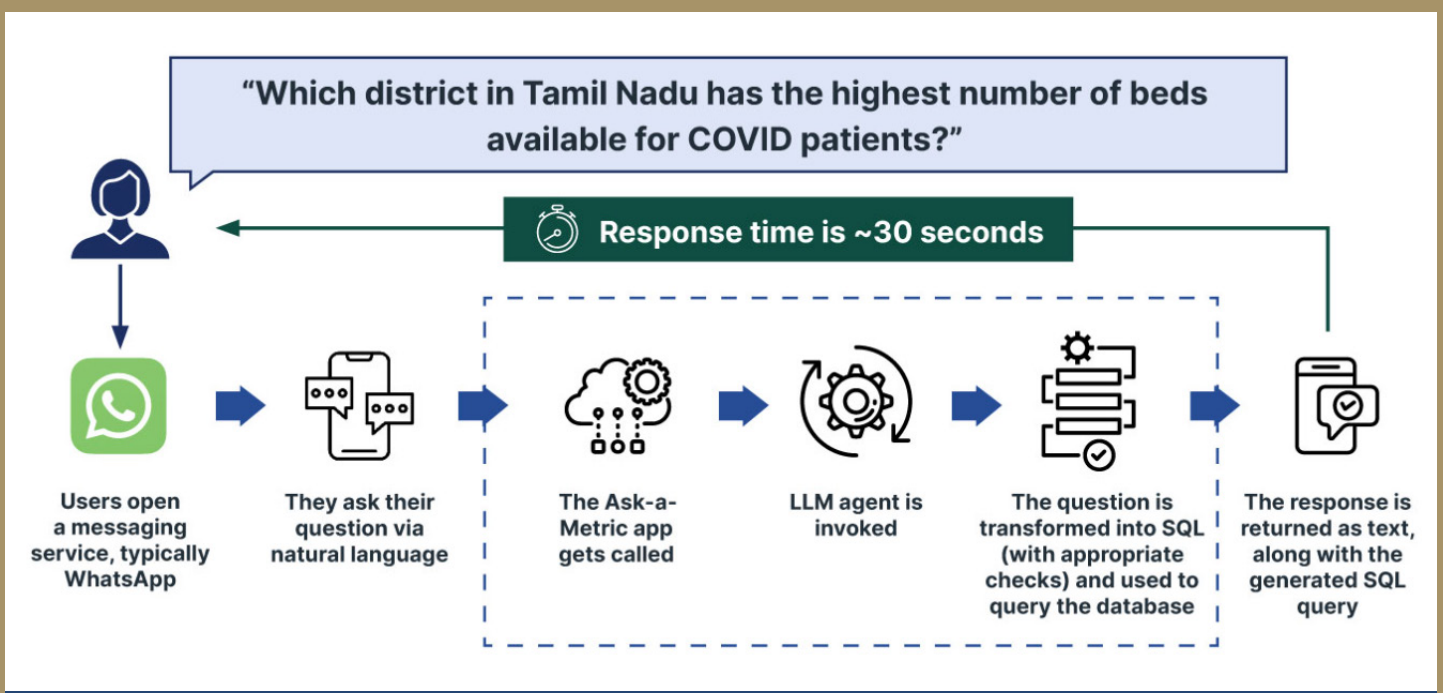 “Which district in Tamil Nadu has the highest number of beds
available for COVID patients?”
Response time is ~30 seconds
Users open
a messaging
service, typically
WhatsApp
They ask their
question via
natural language
The Ask-a-
Metric app
gets called
LLM agent is
invoked
The question is
transformed into SQL
(with appropriate
checks) and used to
query the database
The response is
returned as text,
along with the
generated SQL
query